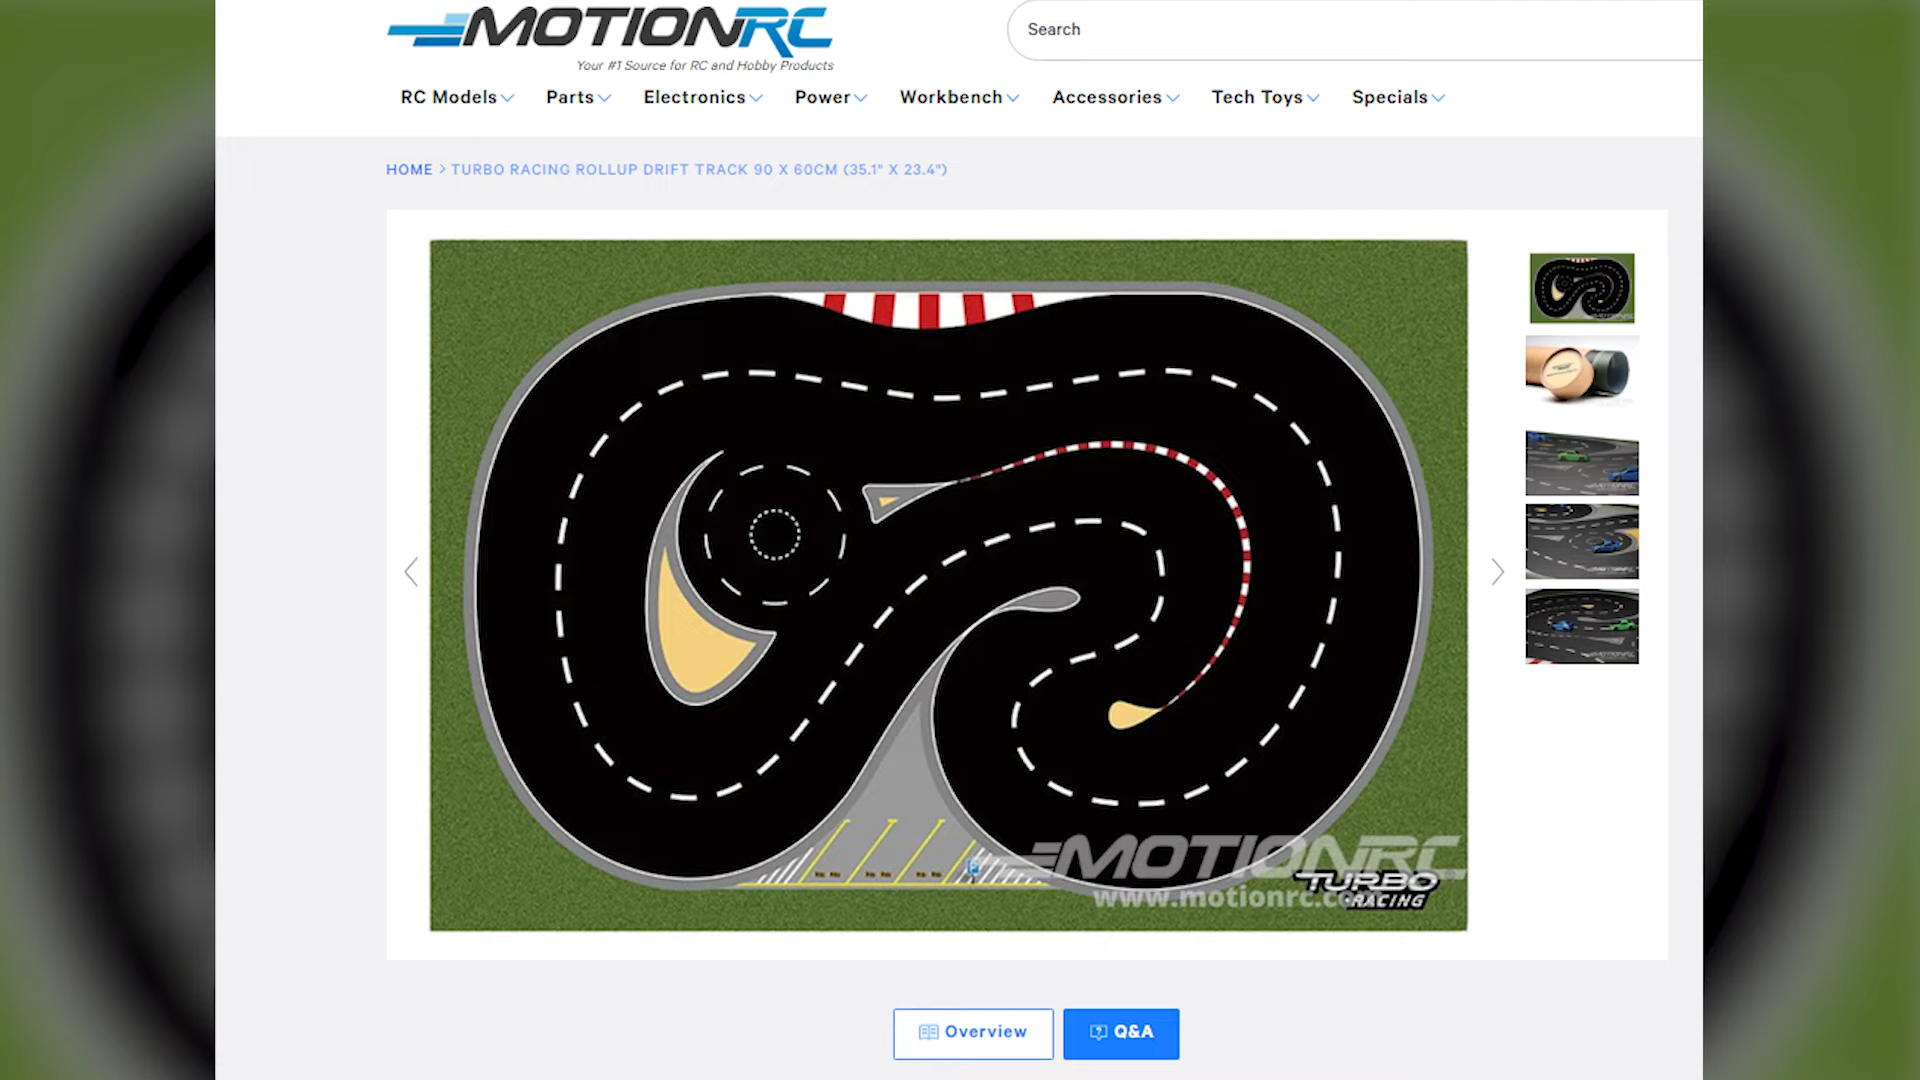 MOTIONRC
Your #1 Source for RC and Hobby Products
Search
RC Models Parts Electronics Power Workbench Accessories Tech Toys Specials
HOME > TURBO RACING ROLLUP DRIFT TRACK 90 X 60CM (35.1" X 23.4")
MOTIONRC
www.motionrc.com
TURBO
RACING
Overview
Q&A